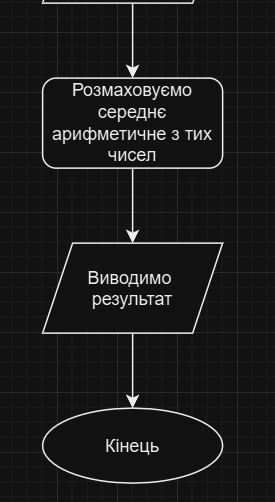 Розмаховуємо
середнє
арифметичне з тих
чисел
Виводимо
результат
Кінець